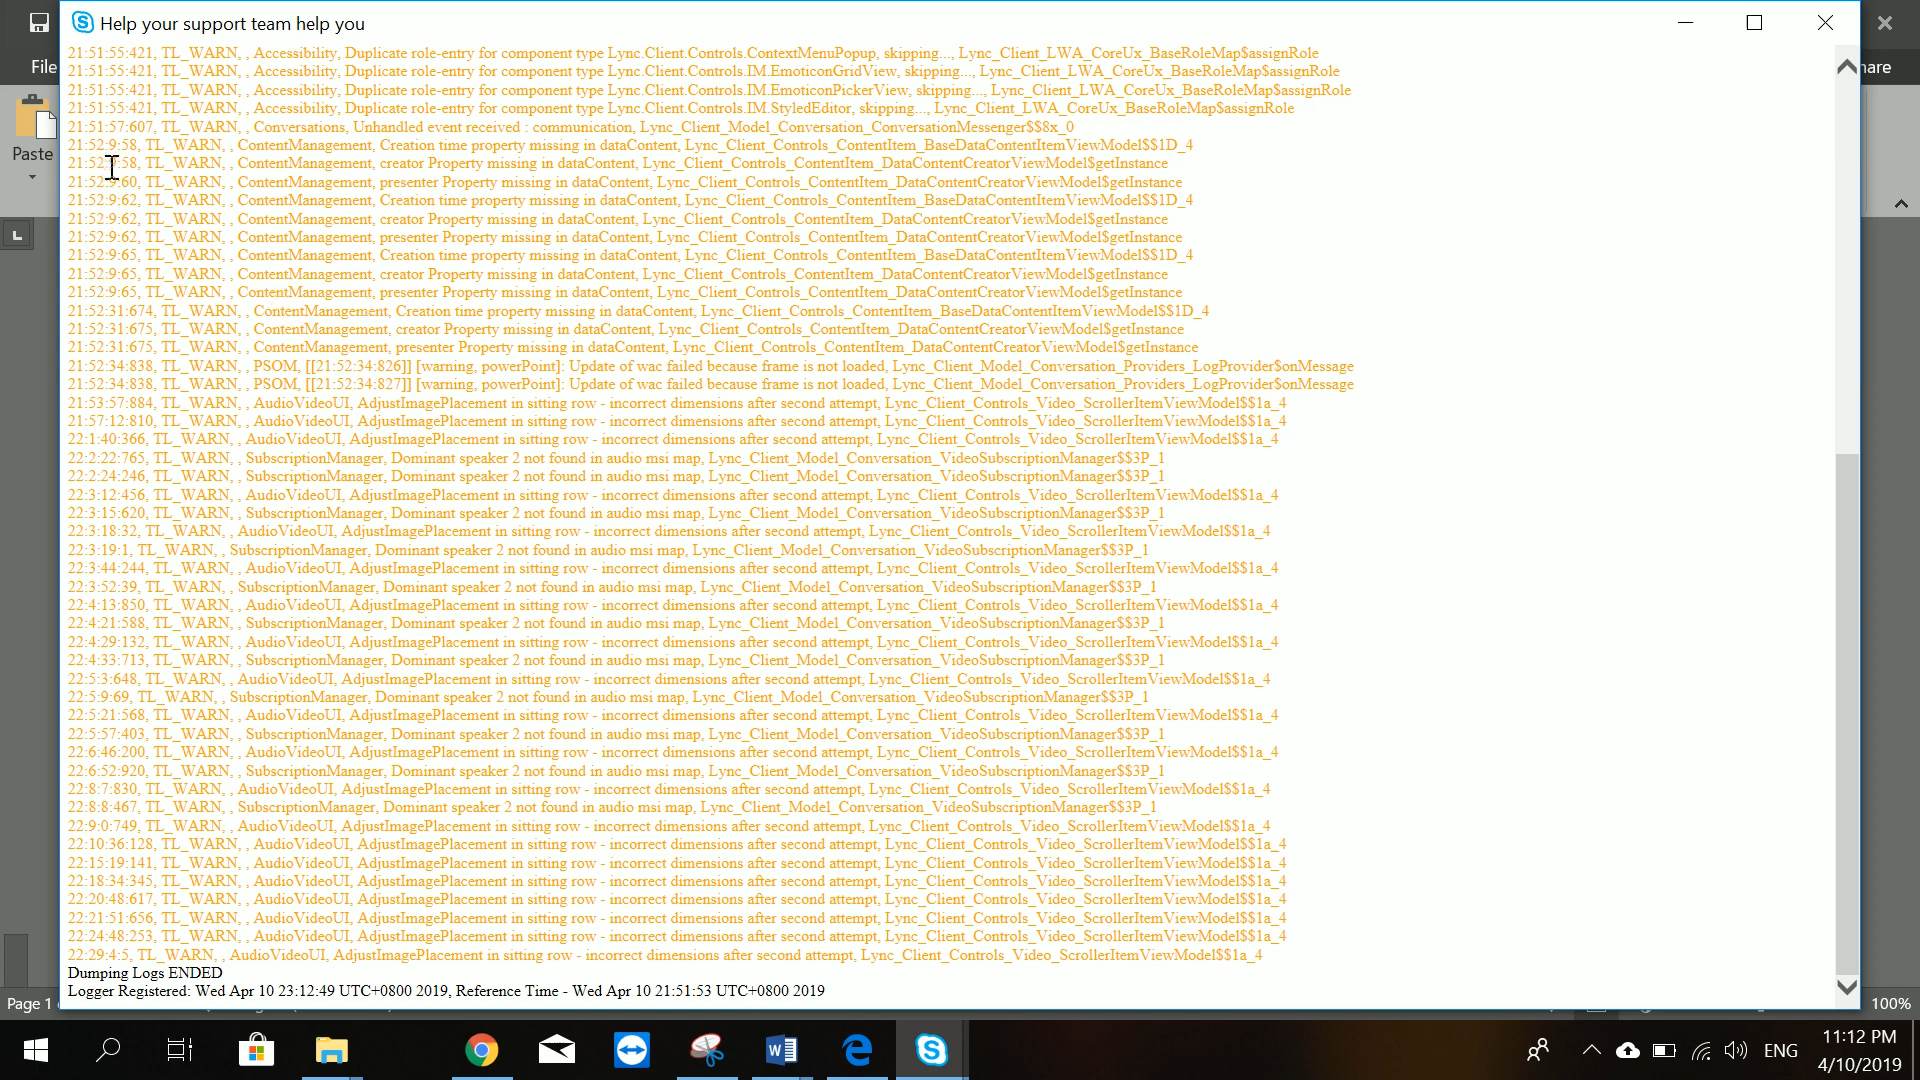 Help your support team help you
File
hare
Paste
21:51:55:421, TL_WARN, , Accessibility, Duplicate role-entry for component type Lync.Client.Controls.ContextMenuPopup, skipping..., Lync_Client_LWA_CoreUx_BaseRoleMap$assignRole
21:51:55:421, TL_WARN, , Accessibility, Duplicate role-entry for component type Lync.Client.Controls.IM.EmoticonGridView, skipping..., Lync_Client_LWA_CoreUx_BaseRoleMap$assignRole
21:51:55:421, TL_WARN, , Accessibility, Duplicate role-entry for component type Lync.Client.Controls.IM.EmoticonPickerView, skipping..., Lync_Client_LWA_CoreUx_BaseRoleMap$assignRole
21:51:55:421, TL_WARN, , Accessibility, Duplicate role-entry for component type Lync.Client.Controls.IM.StyledEditor, skipping..., Lync_Client_LWA_CoreUx_BaseRoleMap$assignRole
21:51:57:607, TL_WARN, , Conversations, Unhandled event received : communication, Lync_Client_Model_Conversation_ConversationMessenger$$8x_0
21:52:9:58, TL_WARN, , ContentManagement, Creation time property missing in dataContent, Lync_Client_Controls_ContentItem_BaseDataContentItemViewModel$$1D_4
21:52:9:58, TL_WARN, , ContentManagement, creator Property missing in dataContent, Lync_Client_Controls_ContentItem_DataContentCreatorViewModel$getInstance
21:52:9:60, TL_WARN, , ContentManagement, presenter Property missing in dataContent, Lync_Client_Controls_ContentItem_DataContentCreatorViewModel$getInstance
21:52:9:62, TL_WARN, , ContentManagement, Creation time property missing in dataContent, Lync_Client_Controls_ContentItem_BaseDataContentItemViewModel$$1D_4
21:52:9:62, TL_WARN, , ContentManagement, creator Property missing in dataContent, Lync_Client_Controls_ContentItem_DataContentCreatorViewModel$getInstance
21:52:9:62, TL_WARN, , ContentManagement, presenter Property missing in dataContent, Lync_Client_Controls_ContentItem_DataContentCreatorViewModel$getInstance
21:52:9:65, TL_WARN, , ContentManagement, Creation time property missing in dataContent, Lync_Client_Controls_ContentItem_BaseDataContentItemViewModel$$1D_4
21:52:9:65, TL_WARN, , ContentManagement, creator Property missing in dataContent, Lync_Client_Controls_ContentItem_DataContentCreatorViewModel$getInstance
21:52:9:65, TL_WARN, , ContentManagement, presenter Property missing in dataContent, Lync_Client_Controls_ContentItem_DataContentCreatorViewModel$getInstance
21:52:31:674, TL_WARN, , ContentManagement, Creation time property missing in dataContent, Lync_Client_Controls_ContentItem_BaseDataContentItemViewModel$$1D_4
21:52:31:675, TL_WARN, , ContentManagement, creator Property missing in dataContent, Lync_Client_Controls_ContentItem_DataContentCreatorViewModel$getInstance
21:52:31:675, TL_WARN, , ContentManagement, presenter Property missing in dataContent, Lync_Client_Controls_ContentItem_DataContentCreatorViewModel$getInstance
21:52:34:838, TL_WARN, , PSOM, [[21:52:34:826]] [warning, powerPoint]: Update of wac failed because frame is not loaded, Lync_Client_Model_Conversation_Providers_LogProvider$onMessage
21:52:34:838, TL_WARN, , PSOM, [[21:52:34:827]] [warning, powerPoint]: Update of wac failed because frame is not loaded, Lync_Client_Model_Conversation_Providers_LogProvider$onMessage
21:53:57:884, TL_WARN, , AudioVideoUI, AdjustImagePlacement in sitting row - incorrect dimensions after second attempt, Lync_Client_Controls_Video_ScrollerItemViewModel$$1a_4
21:57:12:810, TL_WARN, , AudioVideoUI, AdjustImagePlacement in sitting row - incorrect dimensions after second attempt, Lync_Client_Controls_Video_ScrollerItemViewModel$$1a_4
22:1:40:366, TL_WARN, , AudioVideoUI, AdjustImagePlacement in sitting row - incorrect dimensions after second attempt, Lync_Client_Controls_Video_ScrollerItemViewModel$$1a_4
22:2:22:765, TL_WARN, , SubscriptionManager, Dominant speaker 2 not found in audio msi map, Lync_Client_Model_Conversation_VideoSubscriptionManager$$3P_1
22:2:24:246, TL_WARN, , SubscriptionManager, Dominant speaker 2 not found in audio msi map, Lync_Client_Model_Conversation_VideoSubscriptionManager$$3P_1
22:3:12:456, TL_WARN, , AudioVideoUI, AdjustImagePlacement in sitting row - incorrect dimensions after second attempt, Lync_Client_Controls_Video_ScrollerItemViewModel$$1a_4
22:3:15:620, TL_WARN, , SubscriptionManager, Dominant speaker 2 not found in audio msi map, Lync_Client_Model_Conversation_VideoSubscriptionManager$$3P_1
22:3:18:32, TL_WARN, , AudioVideoUI, AdjustImagePlacement in sitting row - incorrect dimensions after second attempt, Lync_Client_Controls_Video_ScrollerItemViewModel$$1a_4
22:3:19:1, TL_WARN, , SubscriptionManager, Dominant speaker 2 not found in audio msi map, Lync_Client_Model_Conversation_VideoSubscriptionManager$$3P_1
22:3:44:244, TL_WARN, , AudioVideoUI, AdjustImagePlacement in sitting row - incorrect dimensions after second attempt, Lync_Client_Controls_Video_ScrollerItemViewModel$$1a_4
22:3:52:39, TL_WARN, , SubscriptionManager, Dominant speaker 2 not found in audio msi map, Lync_Client_Model_Conversation_VideoSubscriptionManager$$3P_1
22:4:13:850, TL_WARN, , AudioVideoUI, AdjustImagePlacement in sitting row - incorrect dimensions after second attempt, Lync_Client_Controls_Video_ScrollerItemViewModel$$1a_4
22:4:21:588, TL_WARN, , SubscriptionManager, Dominant speaker 2 not found in audio msi map, Lync_Client_Model_Conversation_VideoSubscriptionManager$$3P_1
22:4:29:132, TL_WARN, , AudioVideoUI, AdjustImagePlacement in sitting row - incorrect dimensions after second attempt, Lync_Client_Controls_Video_ScrollerItemViewModel$$1a_4
22:4:33:713, TL_WARN, , SubscriptionManager, Dominant speaker 2 not found in audio msi map, Lync_Client_Model_Conversation_VideoSubscriptionManager$$3P_1
22:5:3:648, TL_WARN, , AudioVideoUI, AdjustImagePlacement in sitting row - incorrect dimensions after second attempt, Lync_Client_Controls_Video_ScrollerItemViewModel$$1a_4
22:5:9:69, TL_WARN, , SubscriptionManager, Dominant speaker 2 not found in audio msi map, Lync_Client_Model_Conversation_VideoSubscriptionManager$$3P_1
22:5:21:568, TL_WARN, , AudioVideoUI, AdjustImagePlacement in sitting row - incorrect dimensions after second attempt, Lync_Client_Controls_Video_ScrollerItemViewModel$$1a_4
22:5:57:403, TL_WARN, , SubscriptionManager, Dominant speaker 2 not found in audio msi map, Lync_Client_Model_Conversation_VideoSubscriptionManager$$3P_1
22:6:46:200, TL_WARN, , AudioVideoUI, AdjustImagePlacement in sitting row - incorrect dimensions after second attempt, Lync_Client_Controls_Video_ScrollerItemViewModel$$1a_4
22:6:52:920, TL_WARN, , SubscriptionManager, Dominant speaker 2 not found in audio msi map, Lync_Client_Model_Conversation_VideoSubscriptionManager$$3P_1
22:8:7:830, TL_WARN, , AudioVideoUI, AdjustImagePlacement in sitting row - incorrect dimensions after second attempt, Lync_Client_Controls_Video_ScrollerItemViewModel$$1a_4
22:8:8:467, TL_WARN, , SubscriptionManager, Dominant speaker 2 not found in audio msi map, Lync_Client_Model_Conversation_VideoSubscriptionManager$$3P_1
22:9:0:749, TL_WARN, , AudioVideoUI, AdjustImagePlacement in sitting row - incorrect dimensions after second attempt, Lync_Client_Controls_Video_ScrollerItemViewModel$$1a_4
22:10:36:128, TL_WARN, , AudioVideoUI, AdjustImagePlacement in sitting row - incorrect dimensions after second attempt, Lync_Client_Controls_Video_ScrollerItemViewModel$$1a_4
22:15:19:141, TL_WARN, , AudioVideoUI, AdjustImagePlacement in sitting row - incorrect dimensions after second attempt, Lync_Client_Controls_Video_ScrollerItemViewModel$$1a_4
22:18:34:345, TL_WARN, , AudioVideoUI, AdjustImagePlacement in sitting row - incorrect dimensions after second attempt, Lync_Client_Controls_Video_ScrollerItemViewModel$$1a_4
22:20:48:617, TL_WARN, , AudioVideoUI, AdjustImagePlacement in sitting row - incorrect dimensions after second attempt, Lync_Client_Controls_Video_ScrollerItemViewModel$$1a_4
22:21:51:656, TL_WARN, , AudioVideoUI, AdjustImagePlacement in sitting row - incorrect dimensions after second attempt, Lync_Client_Controls_Video_ScrollerItemViewModel$$1a_4
22:24:48:253, TL_WARN, , AudioVideoUI, AdjustImagePlacement in sitting row - incorrect dimensions after second attempt, Lync_Client_Controls_Video_ScrollerItemViewModel$$1a_4
22:29:4:5, TL_WARN, , AudioVideoUI, AdjustImagePlacement in sitting row - incorrect dimensions after second attempt, Lync_Client_Controls_Video_ScrollerItemViewModel$$1a_4
Dumping Logs ENDED
Logger Registered: Wed Apr 10 23:12:49 UTC+0800 2019, Reference Time - Wed Apr 10 21:51:53 UTC+0800 2019
Page 1
100%
ENG
11:12 PM
4/10/2019